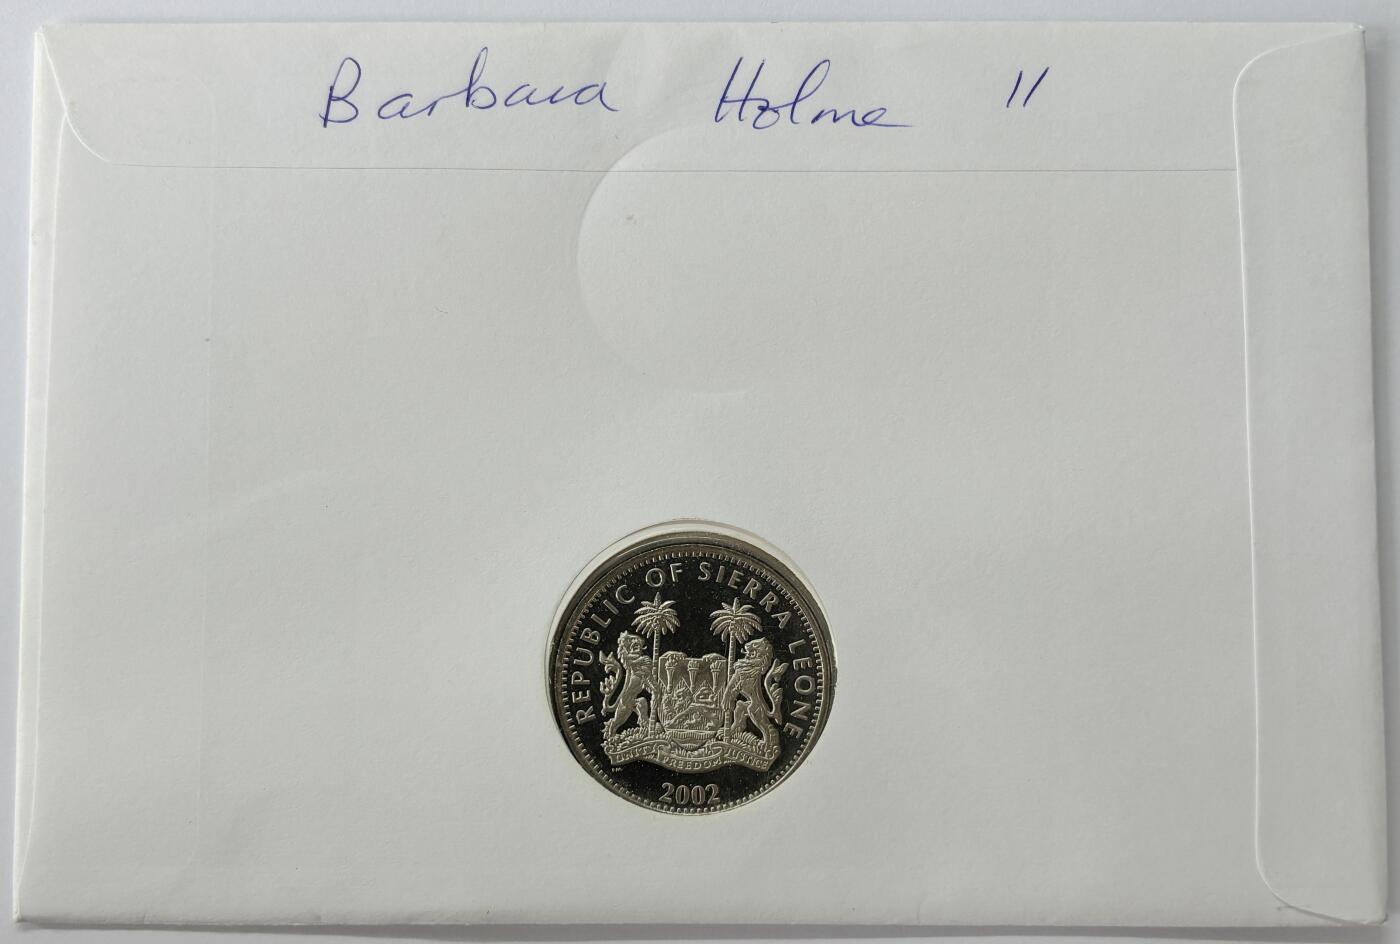 Barbara Holme 11
REPUBLIC OF SIERRA LEONE
UNITY FREEDOM JUSTICE
2002